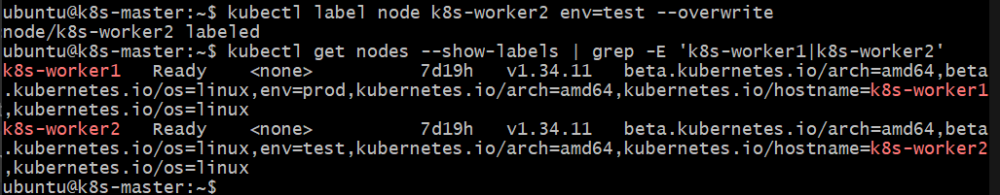 ubuntu@k8s-master:~$ kubectl label node k8s-worker2 env=test --overwrite
node/k8s-worker2 labeled
ubuntu@k8s-master:~$ kubectl get nodes --show-labels | grep -E 'k8s-worker1|k8s-worker2'
k8s-worker1   Ready    <none>          7d19h   v1.34.11   beta.kubernetes.io/arch=amd64,beta
.kubernetes.io/os=linux,env=prod,kubernetes.io/arch=amd64,kubernetes.io/hostname=k8s-worker1
,kubernetes.io/os=linux
k8s-worker2   Ready    <none>          7d19h   v1.34.11   beta.kubernetes.io/arch=amd64,beta
.kubernetes.io/os=linux,env=test,kubernetes.io/arch=amd64,kubernetes.io/hostname=k8s-worker2
,kubernetes.io/os=linux
ubuntu@k8s-master:~$